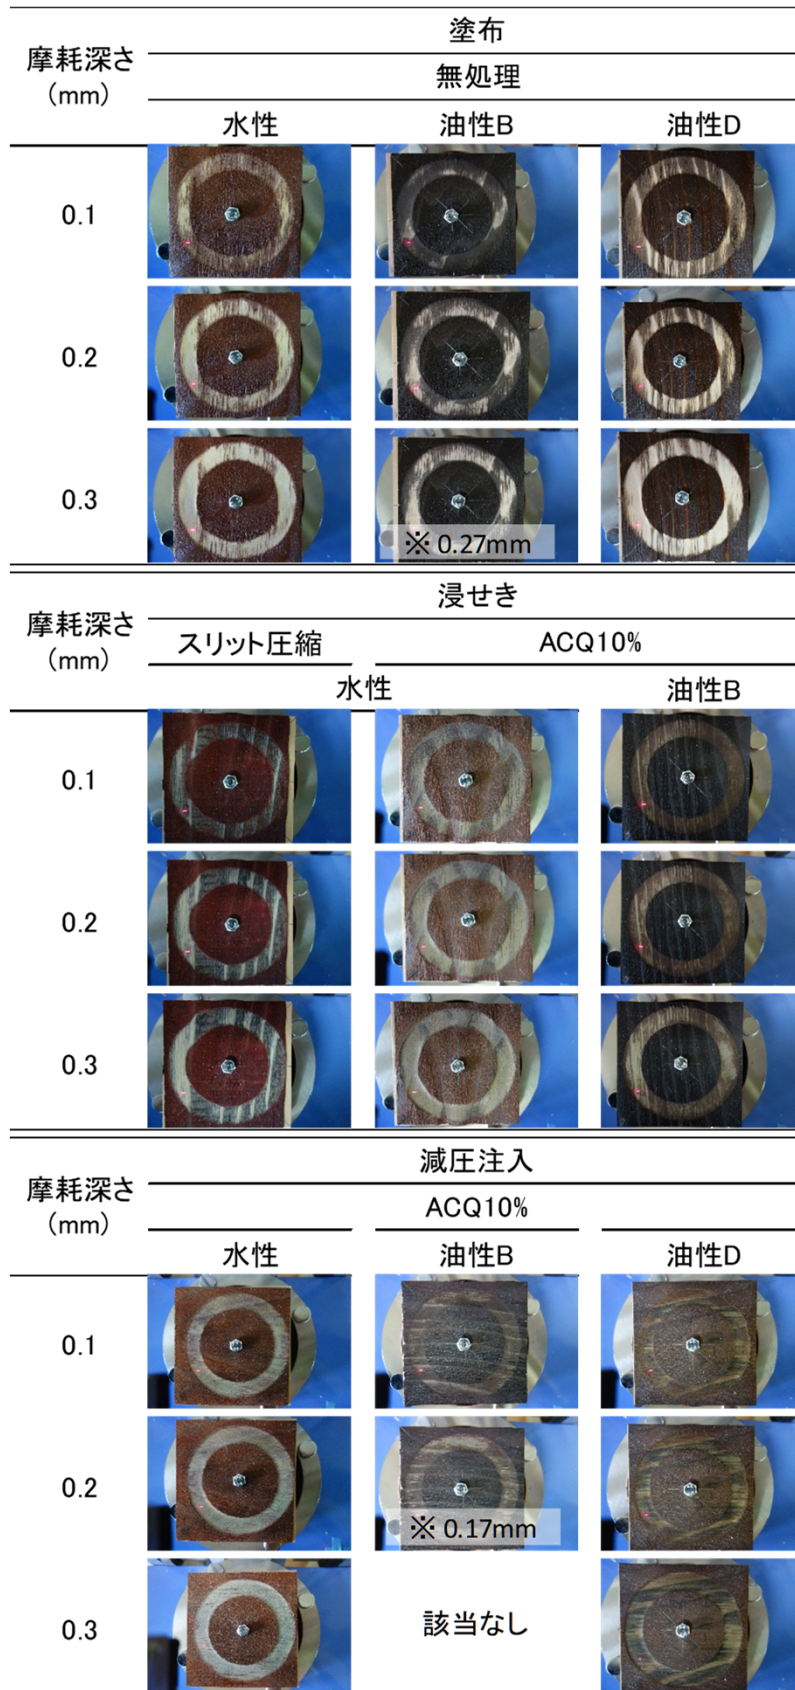 摩耗深さ
(mm)
塗布
無処理
水性 油性B 油性D
0.1
0.2
0.3
※ 0.27mm
摩耗深さ
(mm)
浸せき
スリット圧縮 ACQ10%
水性 油性B
0.1
0.2
0.3
摩耗深さ
(mm)
減圧注入
ACQ10%
水性 油性B 油性D
0.1
0.2
※ 0.17mm
0.3
該当なし